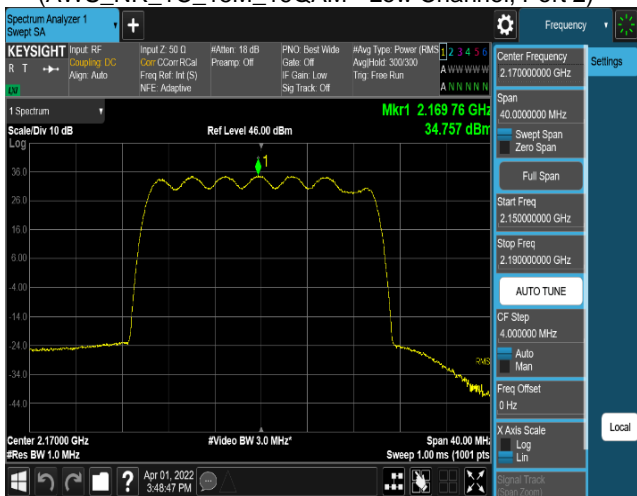 (AWS_NR_1C_15M_16QAM - Low Channel, Port 2)
Spectrum Analyzer 1
Swept SA
+
Frequency
KEYSIGHT
R T
LXI
Input: RF
Coupling: DC
Align: Auto
Input Z: 50 Ω
Corr CCorr RCal
Freq Ref: Int (S)
NFE: Adaptive
#Atten: 18 dB
Preamp: Off
PNO: Best Wide
Gate: Off
IF Gain: Low
Sig Track: Off
#Avg Type: Power (RMS
Avg|Hold: 300/300
Trig: Free Run
1 2 3 4 5 6
A W W W W W
A N N N N N
1 Spectrum
Scale/Div 10 dB
Log
Ref Level 46.00 dBm
Mkr1 2.169 76 GHz
34.757 dBm
1
36.0
26.0
16.0
6.00
-4.00
-14.0
-24.0
-34.0
-44.0
RMS
Center 2.17000 GHz
#Res BW 1.0 MHz
#Video BW 3.0 MHz*
Span 40.00 MHz
Sweep 1.00 ms (1001 pts
Apr 01, 2022
3:48:47 PM
?
Center Frequency
2.170000000 GHz
Span
40.0000000 MHz
Swept Span
Zero Span
Full Span
Start Freq
2.150000000 GHz
Stop Freq
2.190000000 GHz
AUTO TUNE
CF Step
4.000000 MHz
Auto
Man
Freq Offset
0 Hz
X Axis Scale
Log
Lin
Signal Track
(Span Zoom)
Settings
Local